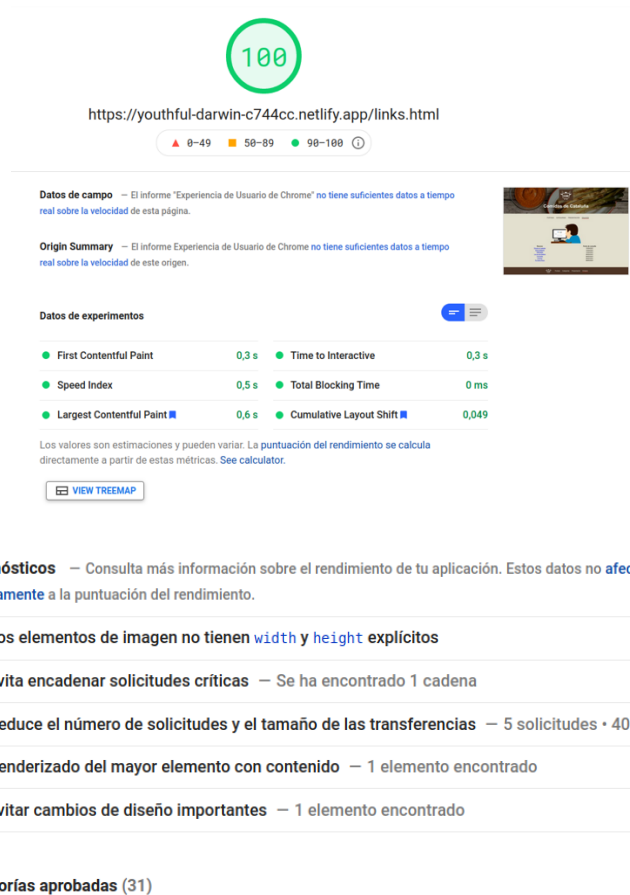 100
https://youthful-darwin-c744cc.netlify.app/links.html
0–49 50–89 90–100
Datos de campo — El informe "Experiencia de Usuario de Chrome" no tiene suficientes datos a tiempo
real sobre la velocidad de esta página.
Origin Summary — El informe Experiencia de Usuario de Chrome no tiene suficientes datos a tiempo
real sobre la velocidad de este origen.
Datos de experimentos
First Contentful Paint 0,3 s Time to Interactive 0,3 s
Speed Index 0,5 s Total Blocking Time 0 ms
Largest Contentful Paint 0,6 s Cumulative Layout Shift 0,049
Los valores son estimaciones y pueden variar. La puntuación del rendimiento se calcula
directamente a partir de estas métricas. See calculator.
VIEW TREEMAP
nósticos — Consulta más información sobre el rendimiento de tu aplicación. Estos datos no afec
amente a la puntuación del rendimiento.
os elementos de imagen no tienen width y height explícitos
vita encadenar solicitudes críticas — Se ha encontrado 1 cadena
educe el número de solicitudes y el tamaño de las transferencias — 5 solicitudes • 40
enderizado del mayor elemento con contenido — 1 elemento encontrado
vitar cambios de diseño importantes — 1 elemento encontrado
orías aprobadas (31)